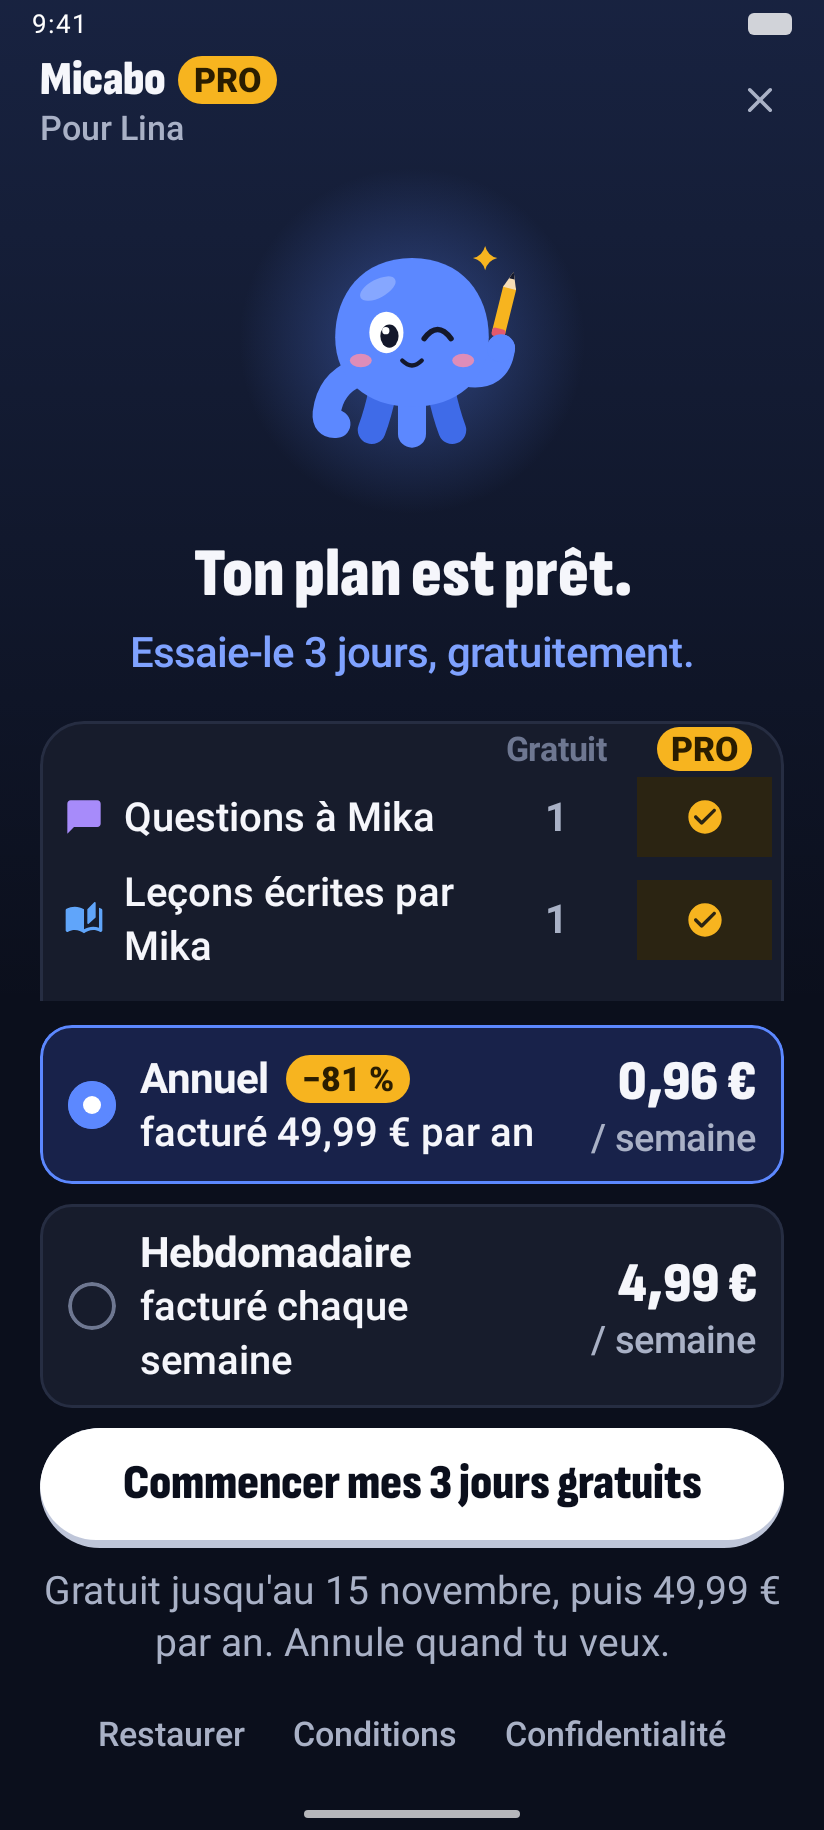 9:41
Micabo PRO
Pour Lina
Ton plan est prêt.
Essaie-le 3 jours, gratuitement.
Gratuit PRO
Questions à Mika 1
Leçons écrites par
Mika 1
Annuel −81 % 0,96 €
facturé 49,99 € par an / semaine
Hebdomadaire
facturé chaque
semaine
4,99 €
/ semaine
Commencer mes 3 jours gratuits
Gratuit jusqu'au 15 novembre, puis 49,99 €
par an. Annule quand tu veux.
Restaurer Conditions Confidentialité